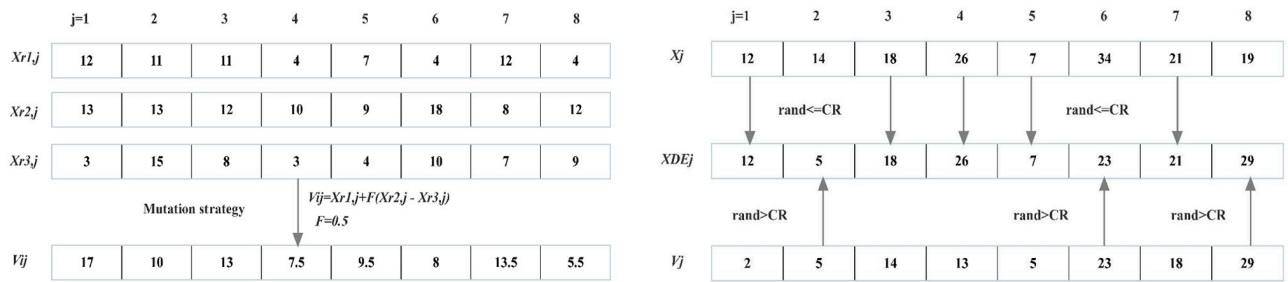 j=1 2 3 4 5 6 7 8
Xr1,j 12 11 11 4 7 4 12 4
Xr2,j 13 13 12 10 9 18 8 12
Xr3,j 3 15 8 3 4 10 7 9
Vij=Xr1,j+F(Xr2,j - Xr3,j)
Mutation strategy
F=0.5
Vij 17 10 13 7.5 9.5 8 13.5 5.5
j=1 2 3 4 5 6 7 8
Xj 12 14 18 26 7 34 21 19
rand<=CR rand<=CR
XDEj 12 5 18 26 7 23 21 29
rand>CR rand>CR rand>CR
Vj 2 5 14 13 5 23 18 29